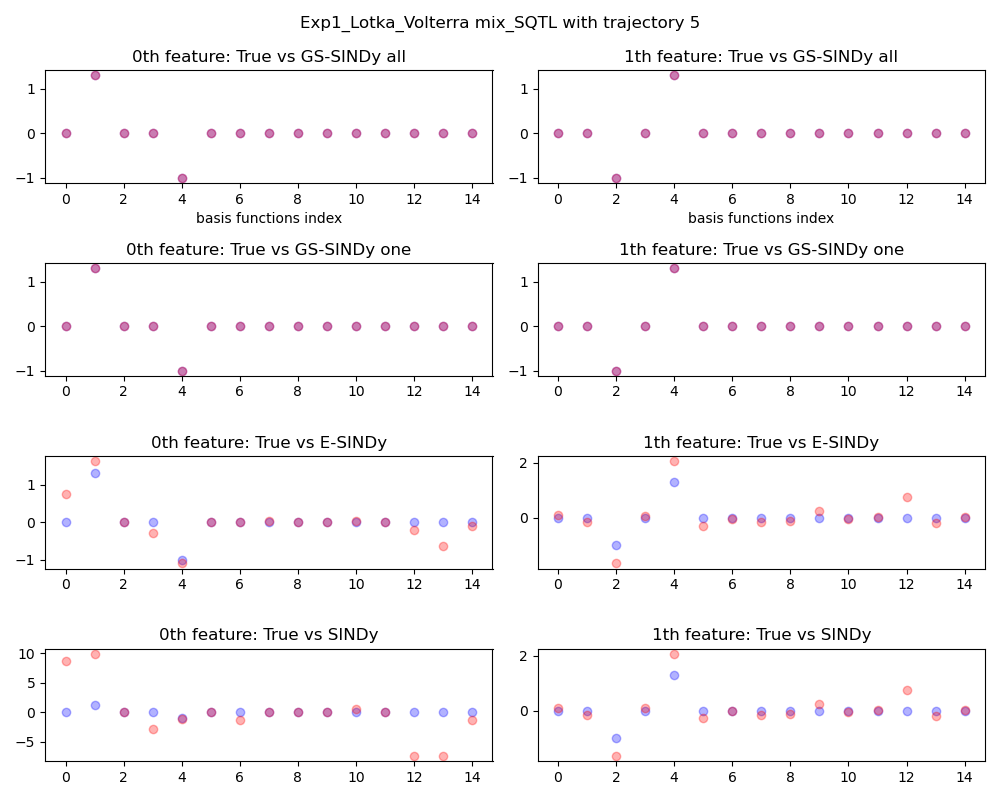 Exp1_Lotka_Volterra mix_SQTL with trajectory 5
0th feature: True vs GS-SINDy all
1
0
−1
0 2 4 6 8 10 12 14
basis functions index
1th feature: True vs GS-SINDy all
1
0
−1
0 2 4 6 8 10 12 14
basis functions index
0th feature: True vs GS-SINDy one
1
0
−1
0 2 4 6 8 10 12 14
1th feature: True vs GS-SINDy one
1
0
−1
0 2 4 6 8 10 12 14
0th feature: True vs E-SINDy
1
0
−1
0 2 4 6 8 10 12 14
1th feature: True vs E-SINDy
2
0
0 2 4 6 8 10 12 14
0th feature: True vs SINDy
10
5
0
−5
0 2 4 6 8 10 12 14
1th feature: True vs SINDy
2
0
0 2 4 6 8 10 12 14